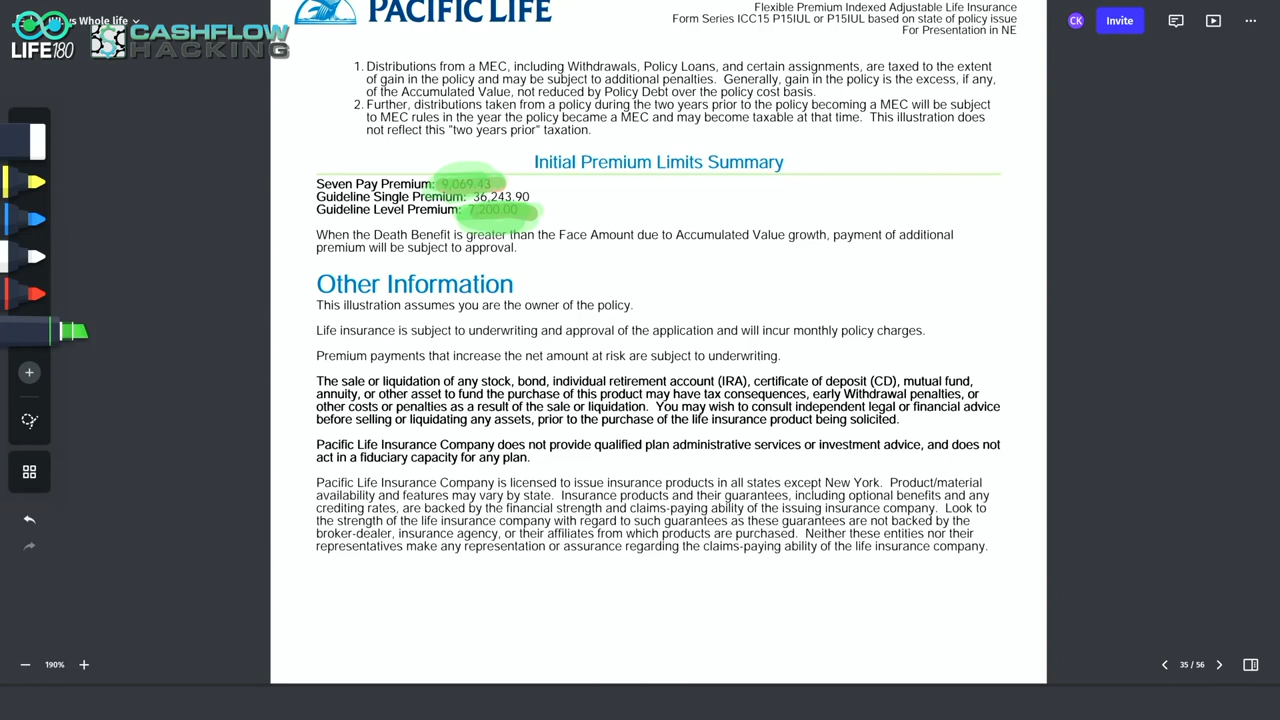 IUL vs Whole life
LIFE180
CASHFLOW
HACKING
CK
Invite
PACIFIC LIFE
Flexible Premium Indexed Adjustable Life Insurance
Form Series ICC15 P15IUL or P15IUL based on state of policy issue
For Presentation in NE
1. Distributions from a MEC, including Withdrawals, Policy Loans, and certain assignments, are taxed to the extent
of gain in the policy and may be subject to additional penalties. Generally, gain in the policy is the excess, if any,
of the Accumulated Value, not reduced by Policy Debt over the policy cost basis.
2. Further, distributions taken from a policy during the two years prior to the policy becoming a MEC will be subject
to MEC rules in the year the policy became a MEC and may become taxable at that time. This illustration does
not reflect this "two years prior" taxation.
Initial Premium Limits Summary
Seven Pay Premium: 9,069.43
Guideline Single Premium: 36,243.90
Guideline Level Premium: 7,200.00
When the Death Benefit is greater than the Face Amount due to Accumulated Value growth, payment of additional
premium will be subject to approval.
Other Information
This illustration assumes you are the owner of the policy.
Life insurance is subject to underwriting and approval of the application and will incur monthly policy charges.
Premium payments that increase the net amount at risk are subject to underwriting.
The sale or liquidation of any stock, bond, individual retirement account (IRA), certificate of deposit (CD), mutual fund,
annuity, or other asset to fund the purchase of this product may have tax consequences, early Withdrawal penalties, or
other costs or penalties as a result of the sale or liquidation. You may wish to consult independent legal or financial advice
before selling or liquidating any assets, prior to the purchase of the life insurance product being solicited.
Pacific Life Insurance Company does not provide qualified plan administrative services or investment advice, and does not
act in a fiduciary capacity for any plan.
Pacific Life Insurance Company is licensed to issue insurance products in all states except New York. Product/material
availability and features may vary by state. Insurance products and their guarantees, including optional benefits and any
crediting rates, are backed by the financial strength and claims-paying ability of the issuing insurance company. Look to
the strength of the life insurance company with regard to such guarantees as these guarantees are not backed by the
broker-dealer, insurance agency, or their affiliates from which products are purchased. Neither these entities nor their
representatives make any representation or assurance regarding the claims-paying ability of the life insurance company.
190%
35 / 56